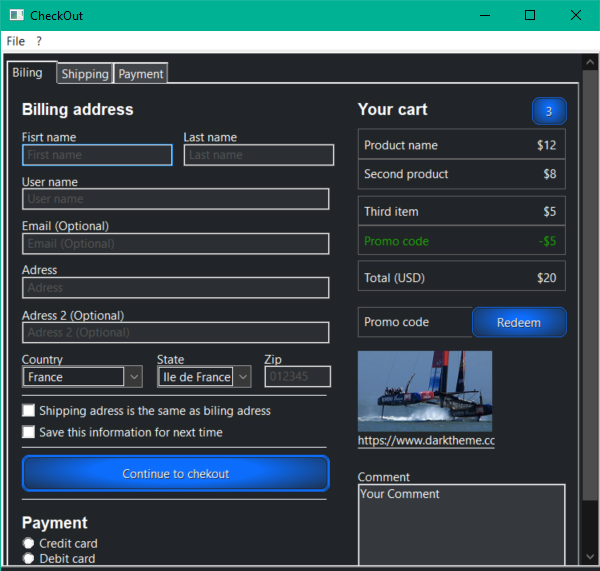 CheckOut
File ?
Biling Shipping Payment
Billing address
Fisrt name Last name
First name Last name
User name
User name
Email (Optional)
Email (Optional)
Adress
Adress
Adress 2 (Optional)
Adress 2 (Optional)
Country State Zip
France Ile de France 012345
Shipping adress is the same as biling adress
Save this information for next time
Continue to chekout
Payment
Credit card
Debit card
Your cart 3
Product name $12
Second product $8
Third item $5
Promo code -$5
Total (USD) $20
Promo code Redeem
https://www.darktheme.cc
Comment
Your Comment